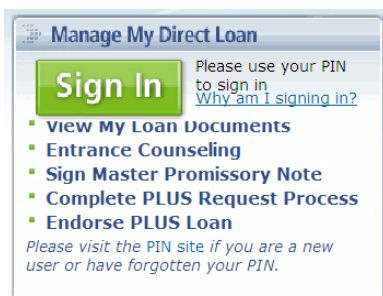 Manage My Direct Loan
Sign In
Please use your PIN
to sign in
Why am I signing in?
View My Loan Documents
Entrance Counseling
Sign Master Promissory Note
Complete PLUS Request Process
Endorse PLUS Loan
Please visit the PIN site if you are a new
user or have forgotten your PIN.